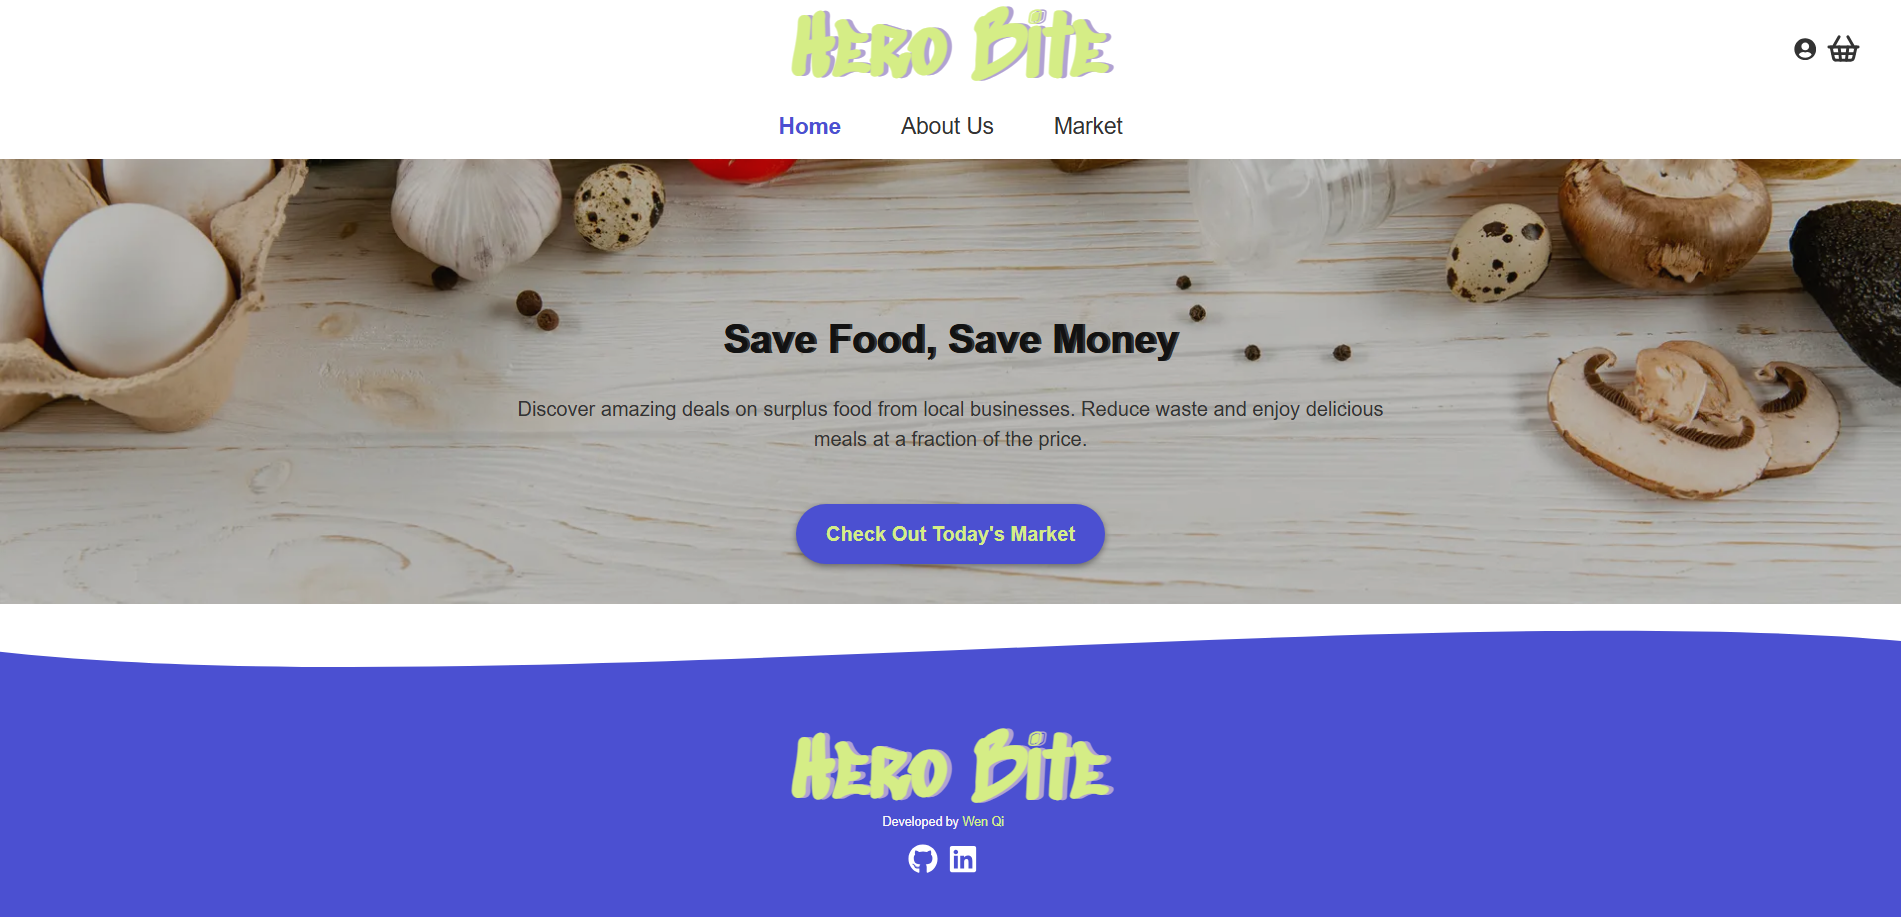 Hero Bite
Home About Us Market
Save Food, Save Money
Discover amazing deals on surplus food from local businesses. Reduce waste and enjoy delicious
meals at a fraction of the price.
Check Out Today's Market
Hero Bite
Developed by Wen Qi
in